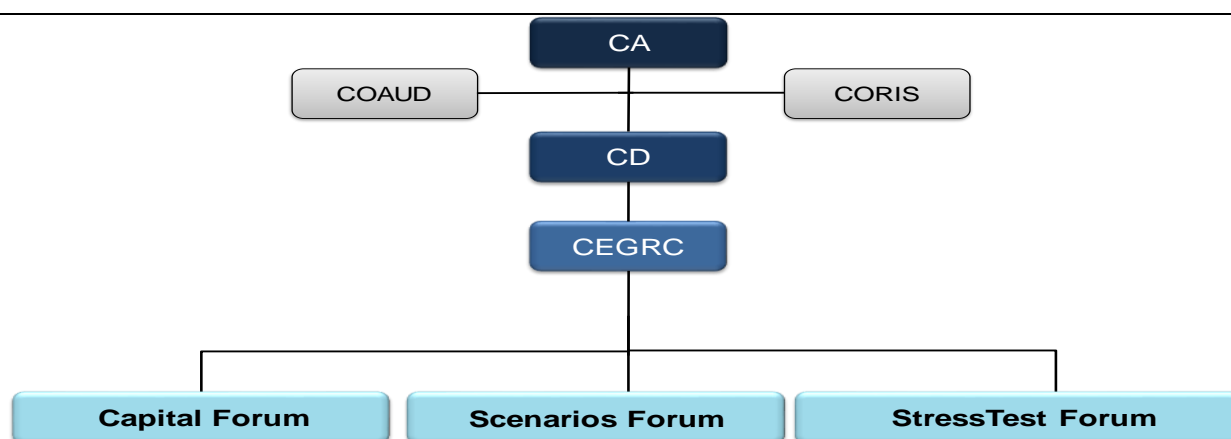 CA
COAUD
CORIS
CD
CEGRC
Capital Forum
Scenarios Forum
StressTest Forum